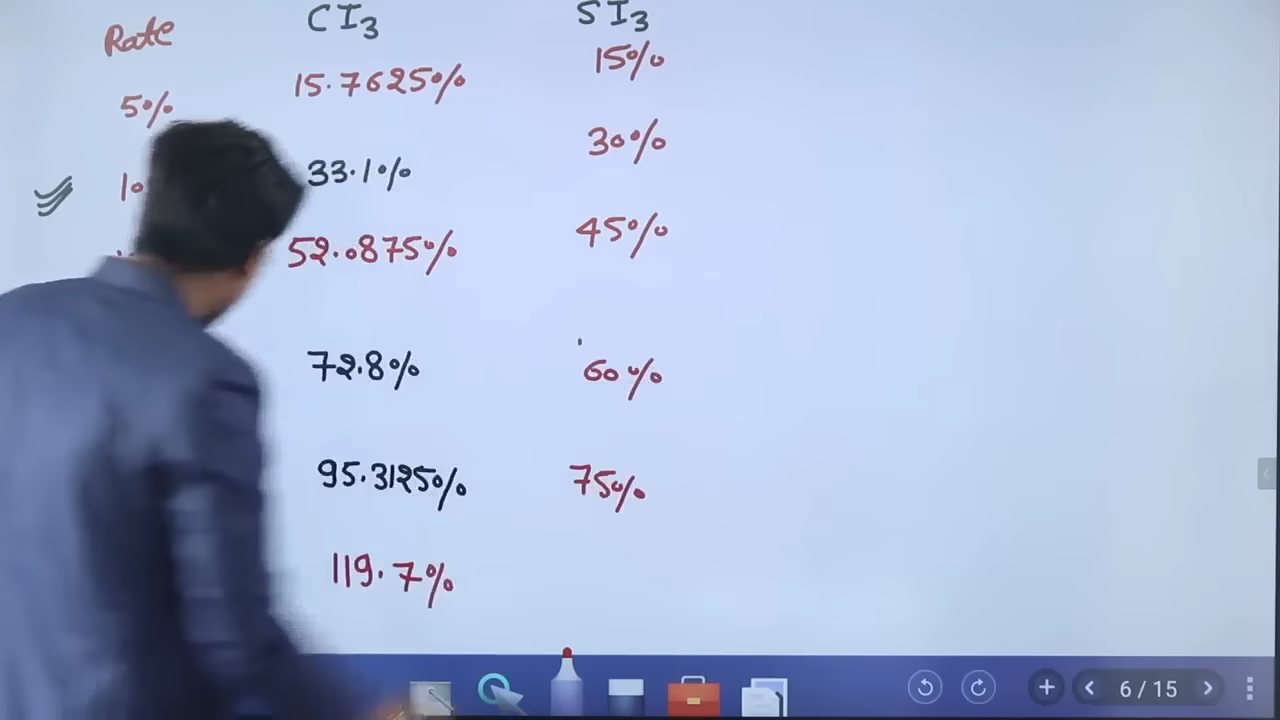 Rate CI3 SI3
5% 15.7625% 15%
33.1% 30%
52.0875% 45%
72.8% 60%
95.3125% 75%
119.7%
6 / 15